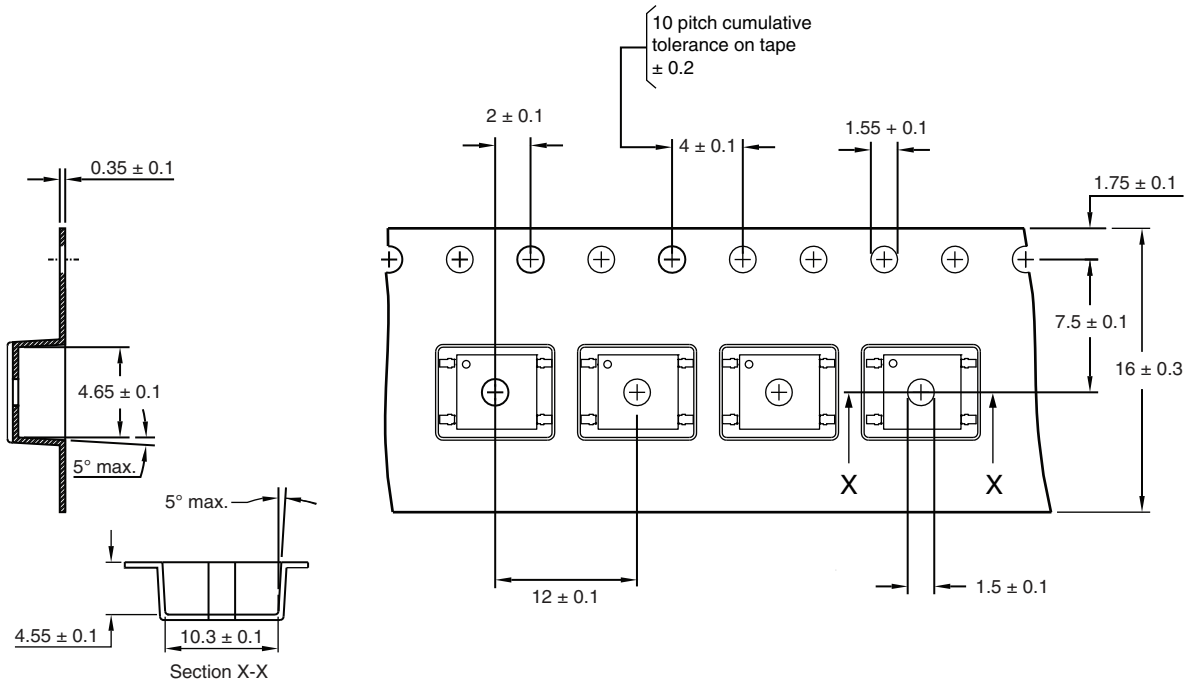 10 pitch cumulative
tolerance on tape
± 0.2
2 ± 0.1
4 ± 0.1
1.55 + 0.1
0.35 ± 0.1
1.75 ± 0.1
7.5 ± 0.1
16 ± 0.3
4.65 ± 0.1
5° max.
X
X
5° max.
12 ± 0.1
1.5 ± 0.1
4.55 ± 0.1
10.3 ± 0.1
Section X-X